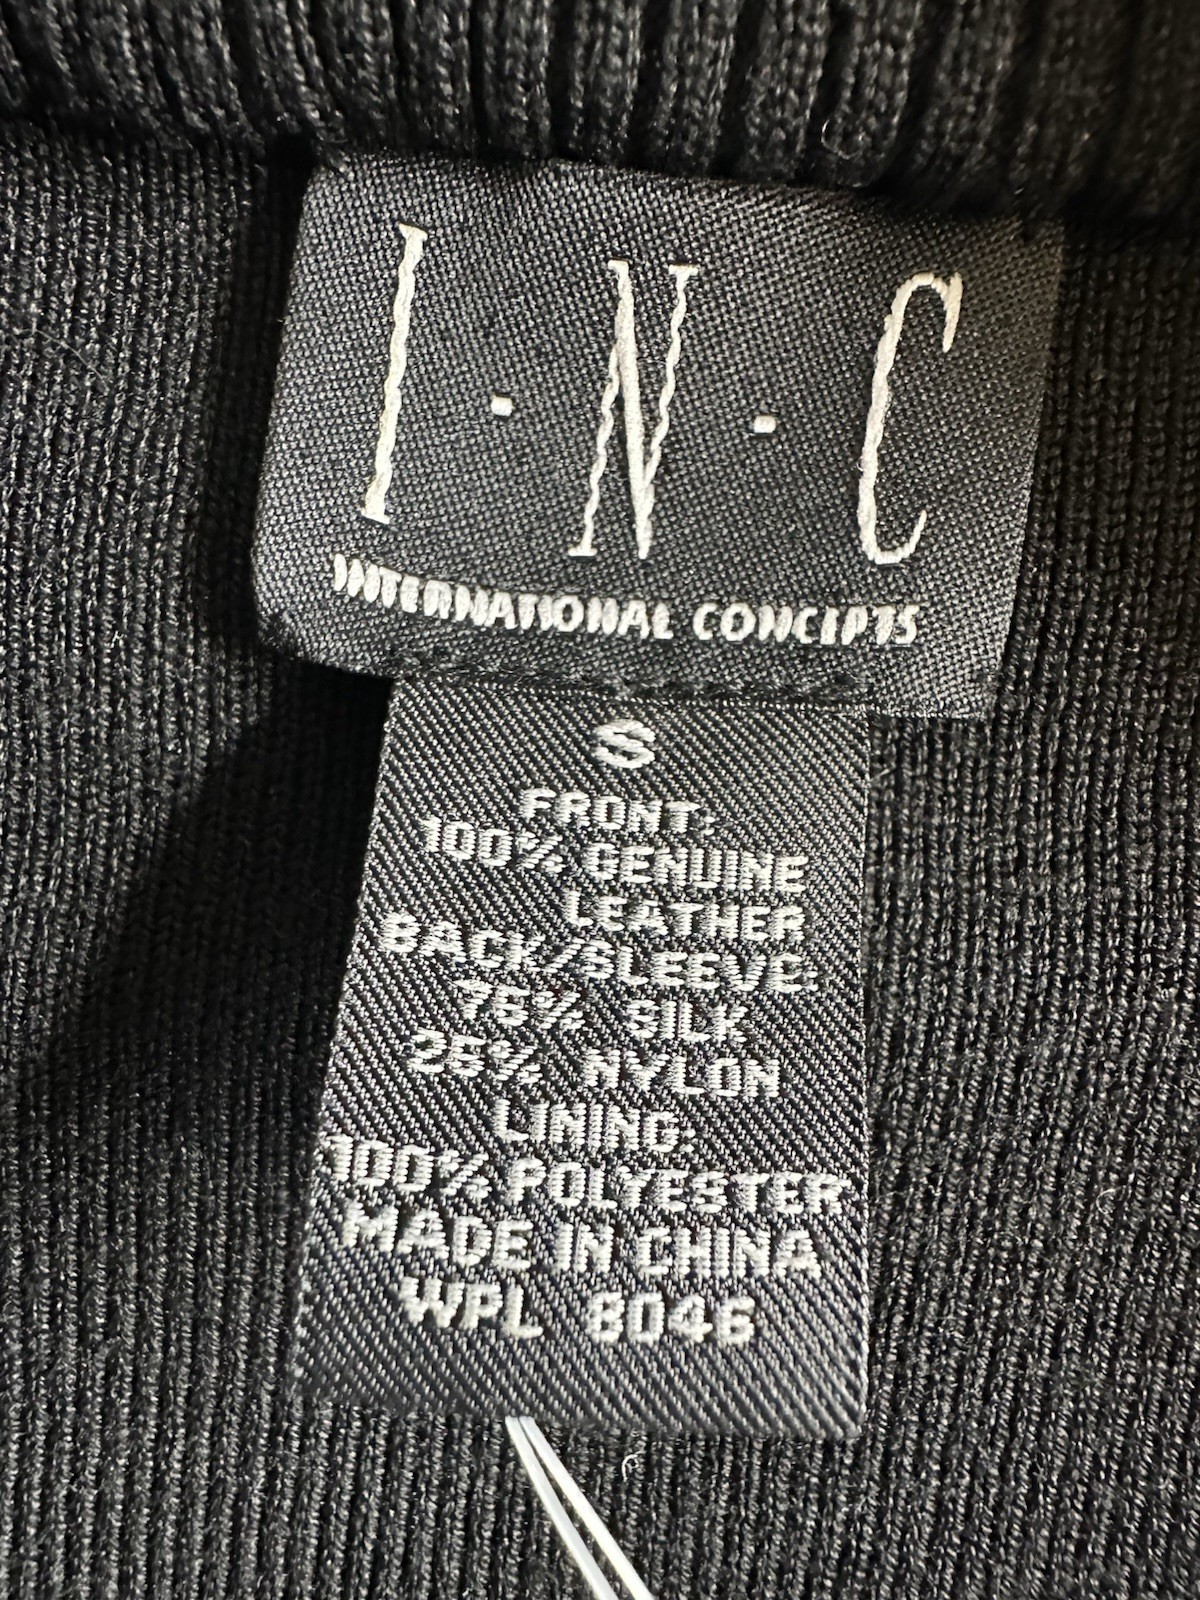 I·N·C
INTERNATIONAL CONCEPTS
S
FRONT:
100% GENUINE
LEATHER
BACK/SLEEVE:
75% SILK
25% NYLON
LINING:
100% POLYESTER
MADE IN CHINA
WPL 8046